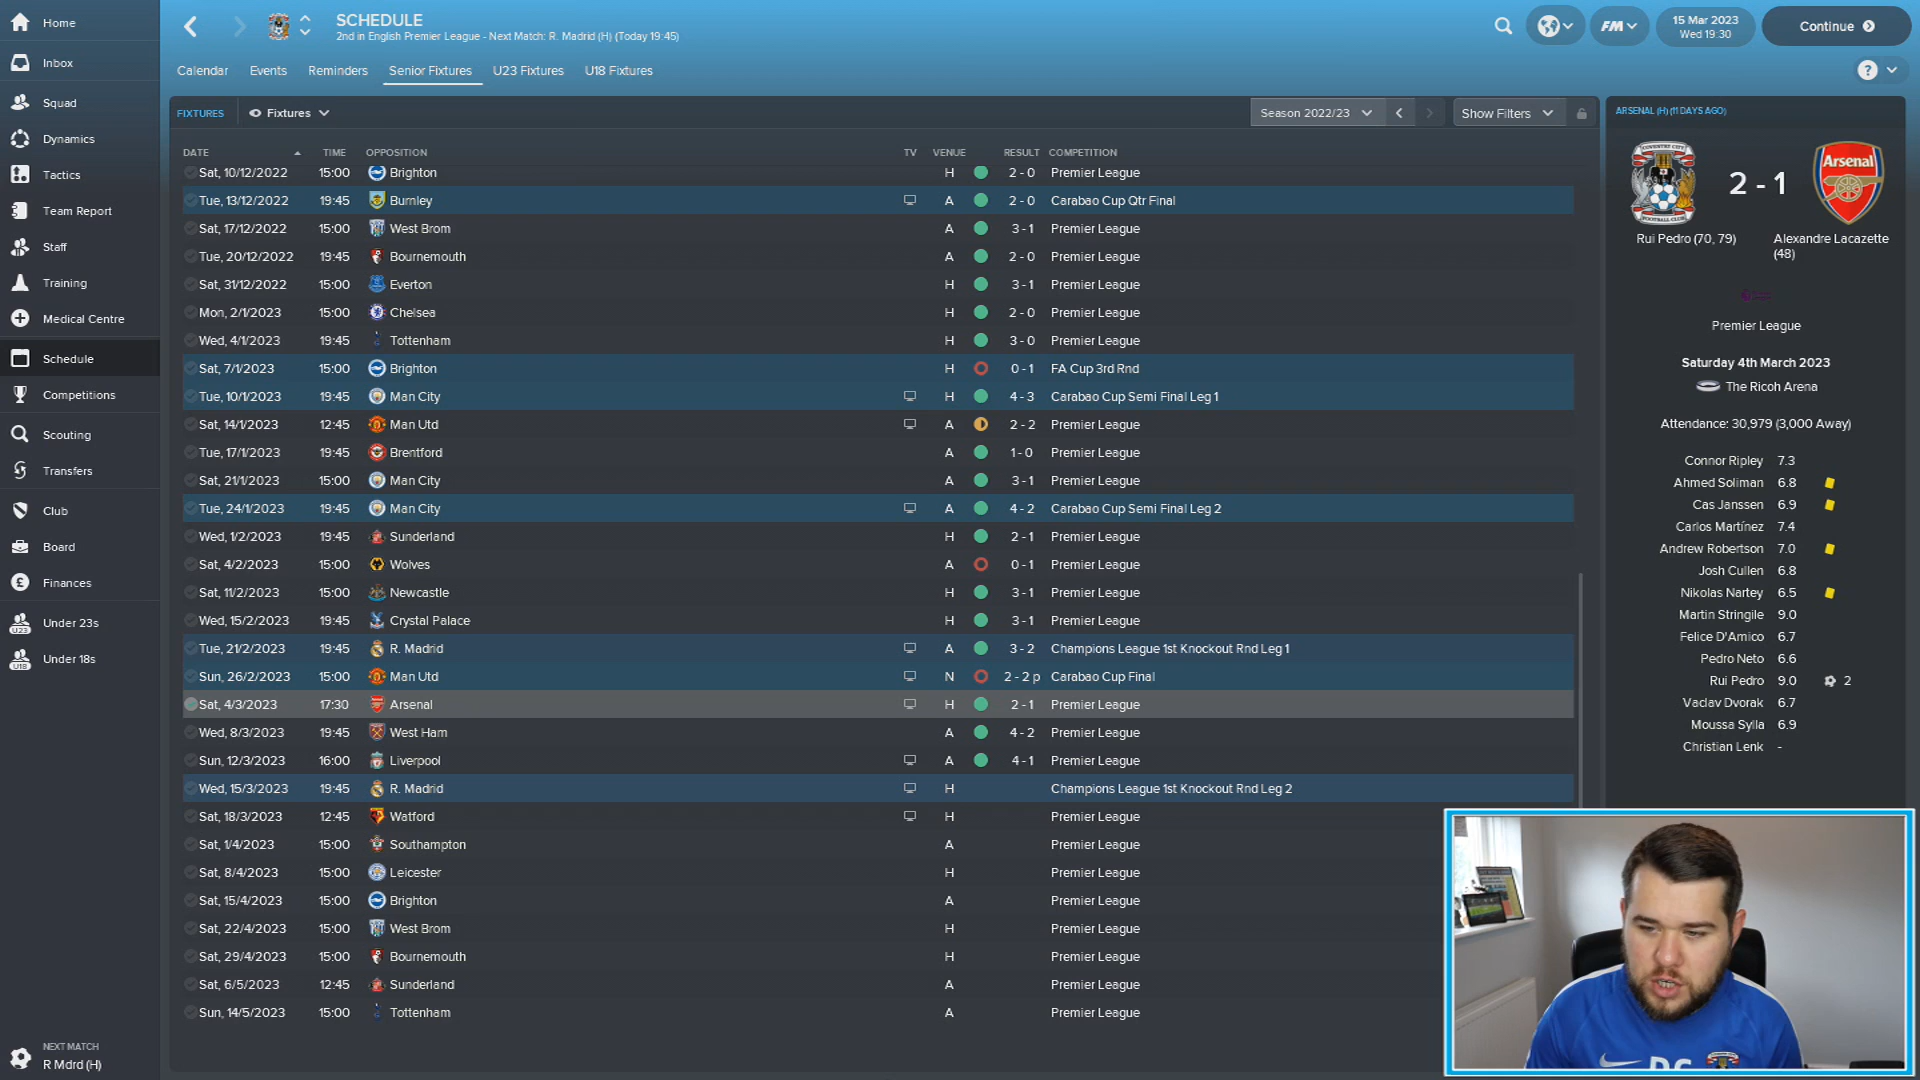 Home
Inbox
Squad
Dynamics
Tactics
Team Report
Staff
Training
Medical Centre
Schedule
Competitions
Scouting
Transfers
Club
Board
Finances
U23
Under 23s
U18
Under 18s
NEXT MATCH
R Mdrd (H)
SCHEDULE
2nd in English Premier League - Next Match: R. Madrid (H) (Today 19:45)
FM
15 Mar 2023
Wed 19:30
Continue
Calendar Events Reminders Senior Fixtures U23 Fixtures U18 Fixtures
?
FIXTURES Fixtures Season 2022/23 Show Filters
DATE TIME OPPOSITION TV VENUE RESULT COMPETITION
Sat, 10/12/2022 15:00 Brighton H 2 - 0 Premier League
Tue, 13/12/2022 19:45 Burnley A 2 - 0 Carabao Cup Qtr Final
Sat, 17/12/2022 15:00 West Brom A 3 - 1 Premier League
Tue, 20/12/2022 19:45 Bournemouth A 2 - 0 Premier League
Sat, 31/12/2022 15:00 Everton H 3 - 1 Premier League
Mon, 2/1/2023 15:00 Chelsea H 2 - 0 Premier League
Wed, 4/1/2023 19:45 Tottenham H 3 - 0 Premier League
Sat, 7/1/2023 15:00 Brighton H 0 - 1 FA Cup 3rd Rnd
Tue, 10/1/2023 19:45 Man City H 4 - 3 Carabao Cup Semi Final Leg 1
Sat, 14/1/2023 12:45 Man Utd A 2 - 2 Premier League
Tue, 17/1/2023 19:45 Brentford A 1 - 0 Premier League
Sat, 21/1/2023 15:00 Man City A 3 - 1 Premier League
Tue, 24/1/2023 19:45 Man City A 4 - 2 Carabao Cup Semi Final Leg 2
Wed, 1/2/2023 19:45 Sunderland H 2 - 1 Premier League
Sat, 4/2/2023 15:00 Wolves A 0 - 1 Premier League
Sat, 11/2/2023 15:00 Newcastle H 3 - 1 Premier League
Wed, 15/2/2023 19:45 Crystal Palace H 3 - 1 Premier League
Tue, 21/2/2023 19:45 R. Madrid A 3 - 2 Champions League 1st Knockout Rnd Leg 1
Sun, 26/2/2023 15:00 Man Utd N 2 - 2 p Carabao Cup Final
Sat, 4/3/2023 17:30 Arsenal H 2 - 1 Premier League
Wed, 8/3/2023 19:45 West Ham A 4 - 2 Premier League
Sun, 12/3/2023 16:00 Liverpool A 4 - 1 Premier League
Wed, 15/3/2023 19:45 R. Madrid H Champions League 1st Knockout Rnd Leg 2
Sat, 18/3/2023 12:45 Watford H Premier League
Sat, 1/4/2023 15:00 Southampton A Premier League
Sat, 8/4/2023 15:00 Leicester H Premier League
Sat, 15/4/2023 15:00 Brighton A Premier League
Sat, 22/4/2023 15:00 West Brom H Premier League
Sat, 29/4/2023 15:00 Bournemouth H Premier League
Sat, 6/5/2023 12:45 Sunderland A Premier League
Sun, 14/5/2023 15:00 Tottenham A Premier League
ARSENAL (H) (11 DAYS AGO)
COVENTRY CITY
FOOTBALL CLUB
2 - 1
Arsenal
Rui Pedro (70, 79)
Alexandre Lacazette
(48)
Premier League
Saturday 4th March 2023
The Ricoh Arena
Attendance: 30,979 (3,000 Away)
Connor Ripley 7.3
Ahmed Soliman 6.8
Cas Janssen 6.9
Carlos Martínez 7.4
Andrew Robertson 7.0
Josh Cullen 6.8
Nikolas Nartey 6.5
Martin Stringile 9.0
Felice D'Amico 6.7
Pedro Neto 6.6
Rui Pedro 9.0 2
Vaclav Dvorak 6.7
Moussa Sylla 6.9
Christian Lenk -